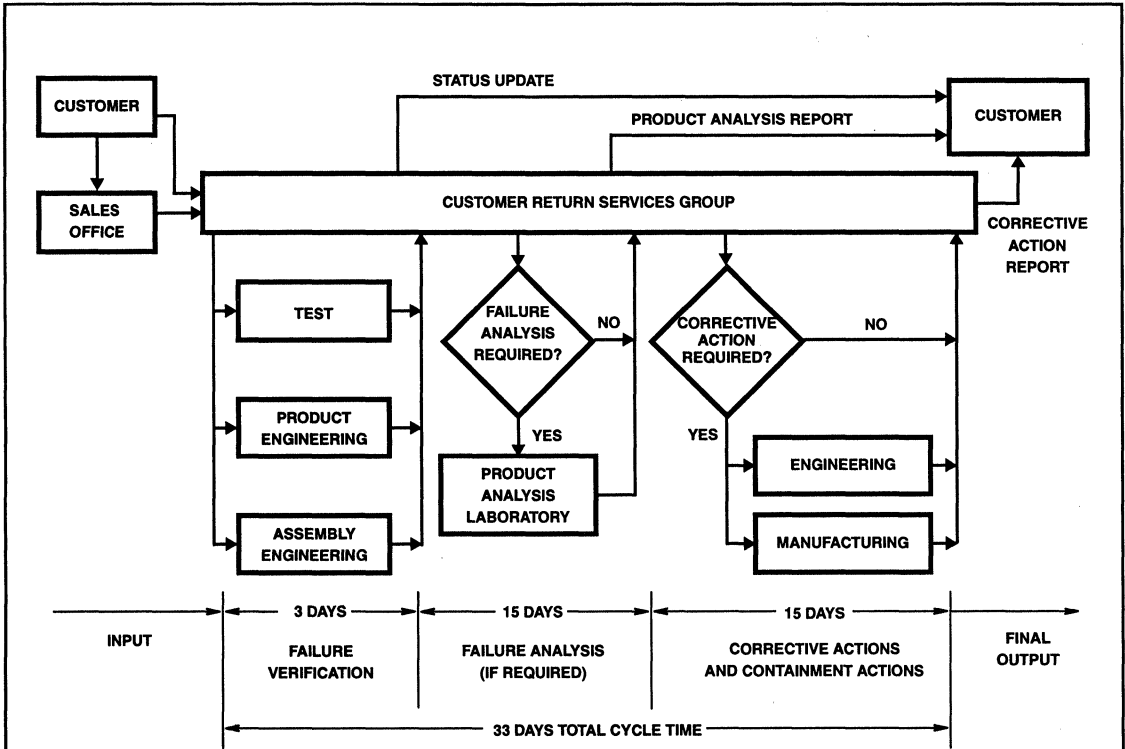 STATUS UPDATE
CUSTOMER
CUSTOMER
PRODUCT ANALYSIS REPORT
SALES
OFFICE
CUSTOMER RETURN SERVICES GROUP
CORRECTIVE
ACTION
REPORT
TEST
FAILURE
ANALYSIS
REQUIRED?
NO
CORRECTIVE
ACTION
REQUIRED?
NO
PRODUCT
ENGINEERING
YES
YES
PRODUCT
ANALYSIS
LABORATORY
ENGINEERING
ASSEMBLY
ENGINEERING
MANUFACTURING
3 DAYS
15 DAYS
15 DAYS
INPUT
FAILURE
VERIFICATION
FAILURE ANALYSIS
(IF REQUIRED)
CORRECTIVE ACTIONS
AND CONTAINMENT ACTIONS
FINAL
OUTPUT
33 DAYS TOTAL CYCLE TIME